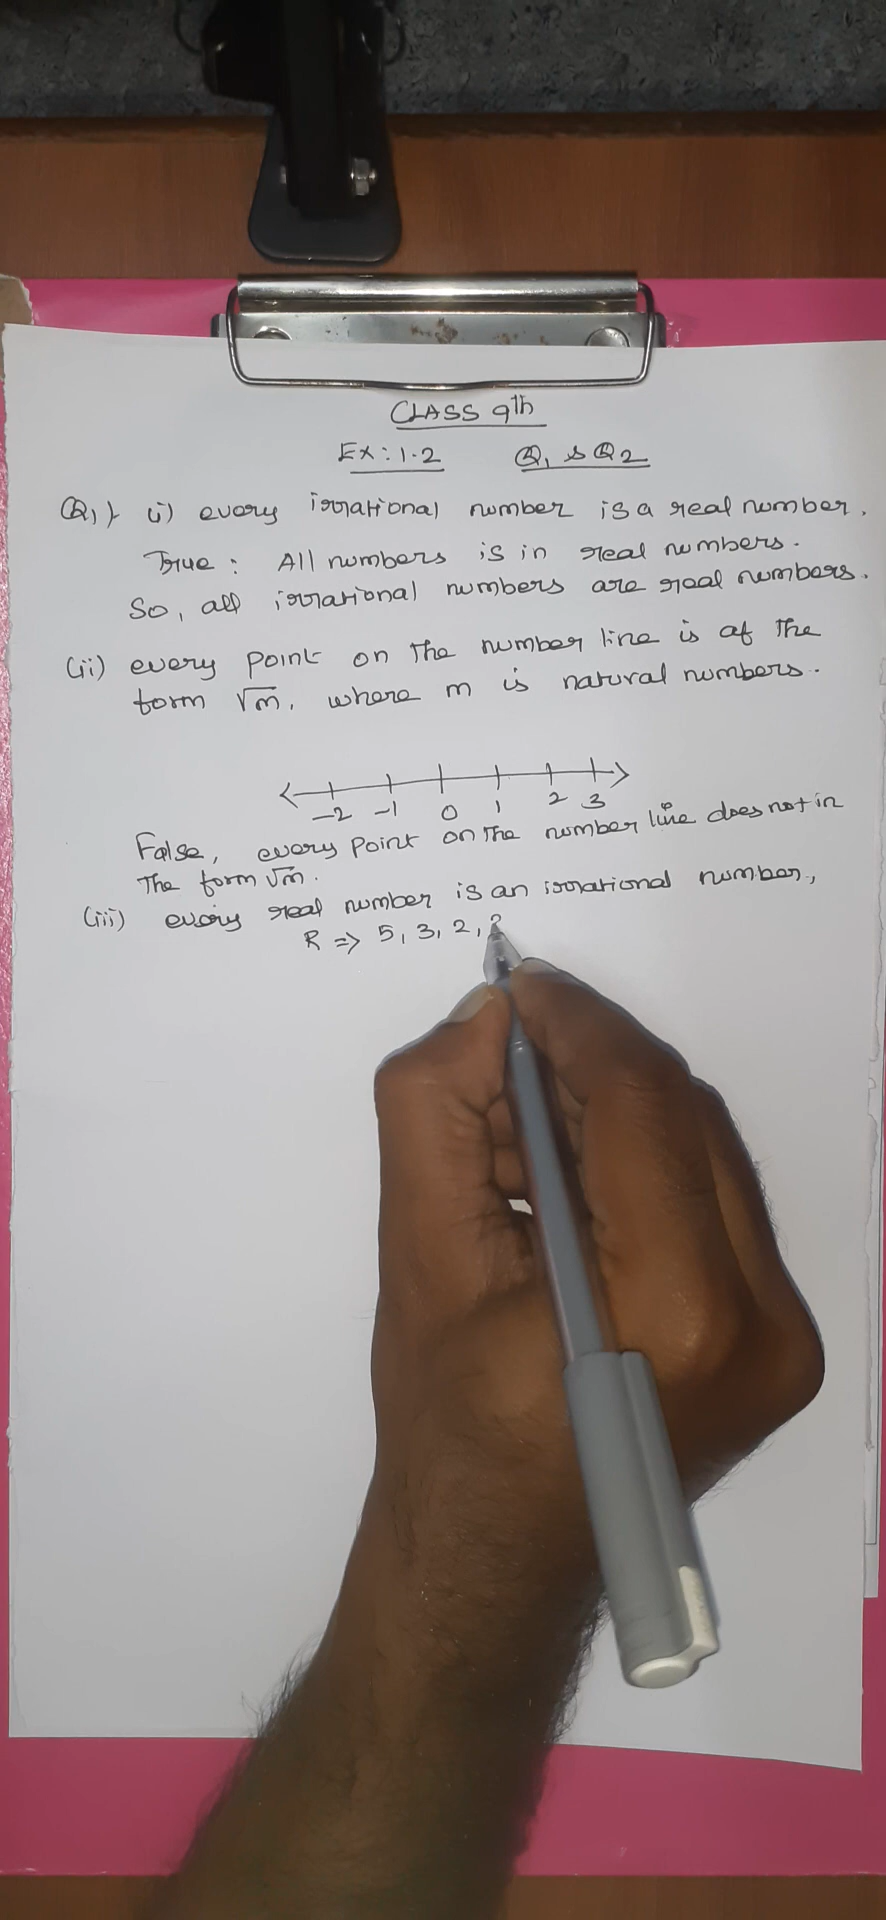 CLASS 9th
Ex: 1.2 Q1 & Q2
Q1) (i) every irrational number is a real number.
True: All numbers is in real numbers.
So, all irrational numbers are real numbers.
(ii) every point on the number line is of the
form √m, where m is natural numbers.
-2 -1 0 1 2 3
False, every point on the number line does not in
the form √m.
(iii) every real number is an irrational number,
R => 5, 3, 2,